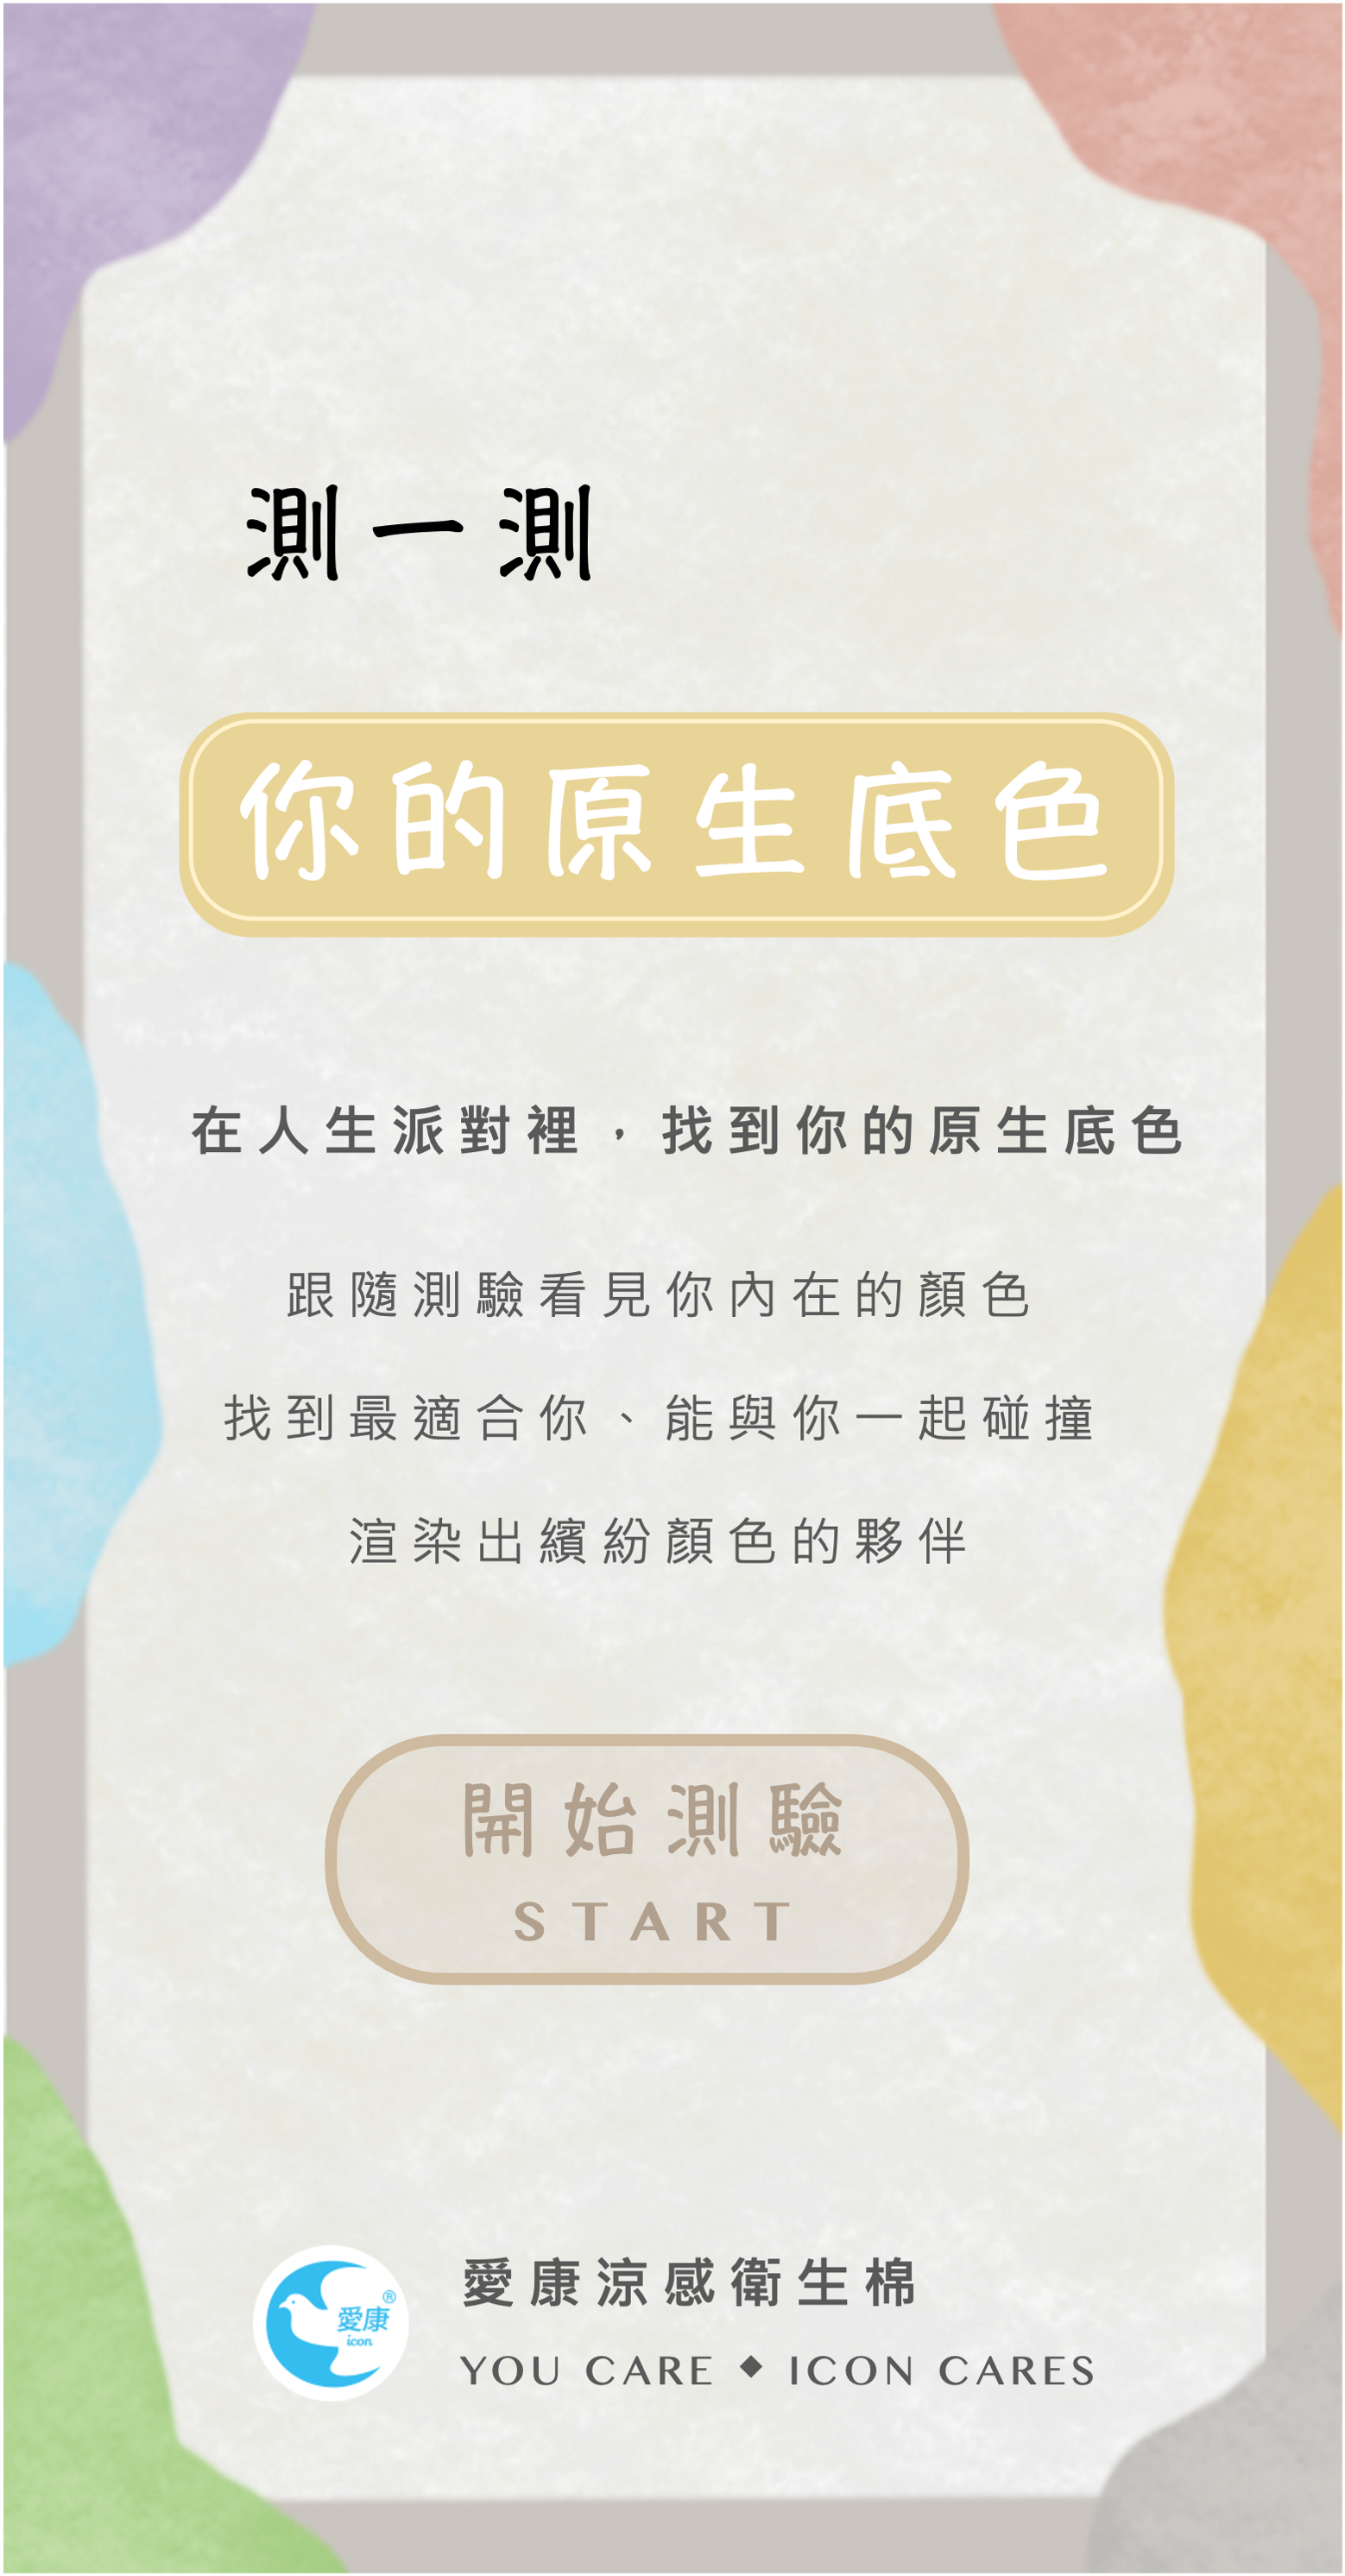 測一測
你的原生底色
在人生派對裡，找到你的原生底色
跟隨測驗看見你內在的顏色
找到最適合你、能與你一起碰撞
渲染出繽紛顏色的夥伴
開始測驗
START
愛康®
icon
愛康涼感衛生棉
YOU CARE ◆ ICON CARES